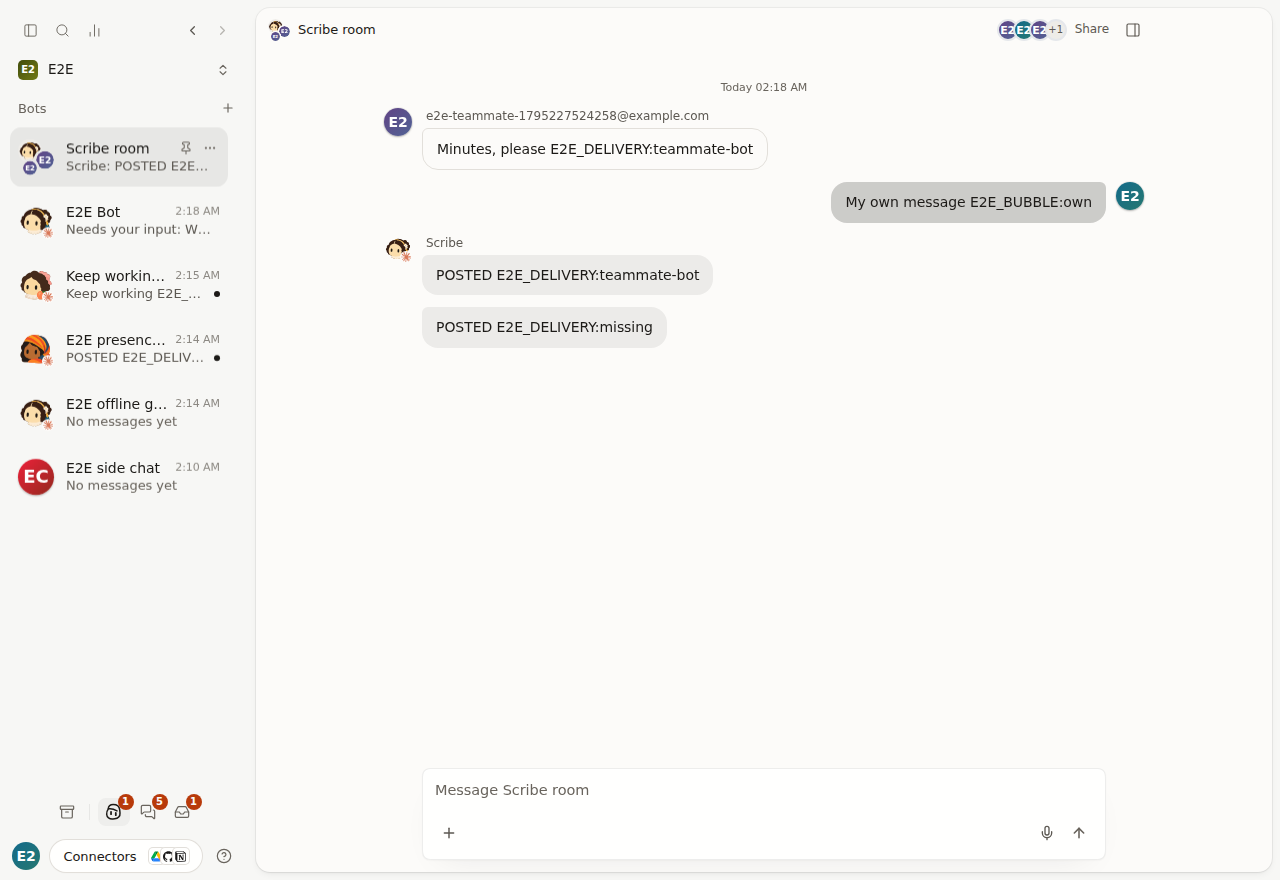 E2 E2E
Bots
Scribe room
Scribe: POSTED E2E…
E2
E2
E2E Bot 2:18 AM
Needs your input: W…
Keep workin… 2:15 AM
Keep working E2E_…
E2E presenc… 2:14 AM
POSTED E2E_DELIV…
E2E offline g… 2:14 AM
No messages yet
EC
E2E side chat 2:10 AM
No messages yet
1 5 1
E2 Connectors
Scribe room
E2 E2 E2 +1 Share
Today 02:18 AM
e2e-teammate-1795227524258@example.com
E2 Minutes, please E2E_DELIVERY:teammate-bot
My own message E2E_BUBBLE:own E2
Scribe
POSTED E2E_DELIVERY:teammate-bot
POSTED E2E_DELIVERY:missing
Message Scribe room